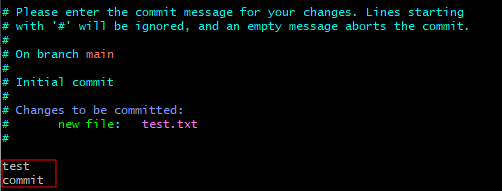 # Please enter the commit message for your changes. Lines starting
# with '#' will be ignored, and an empty message aborts the commit.
#
# On branch main
#
# Initial commit
#
# Changes to be committed:
#       new file:   test.txt
#
test
commit